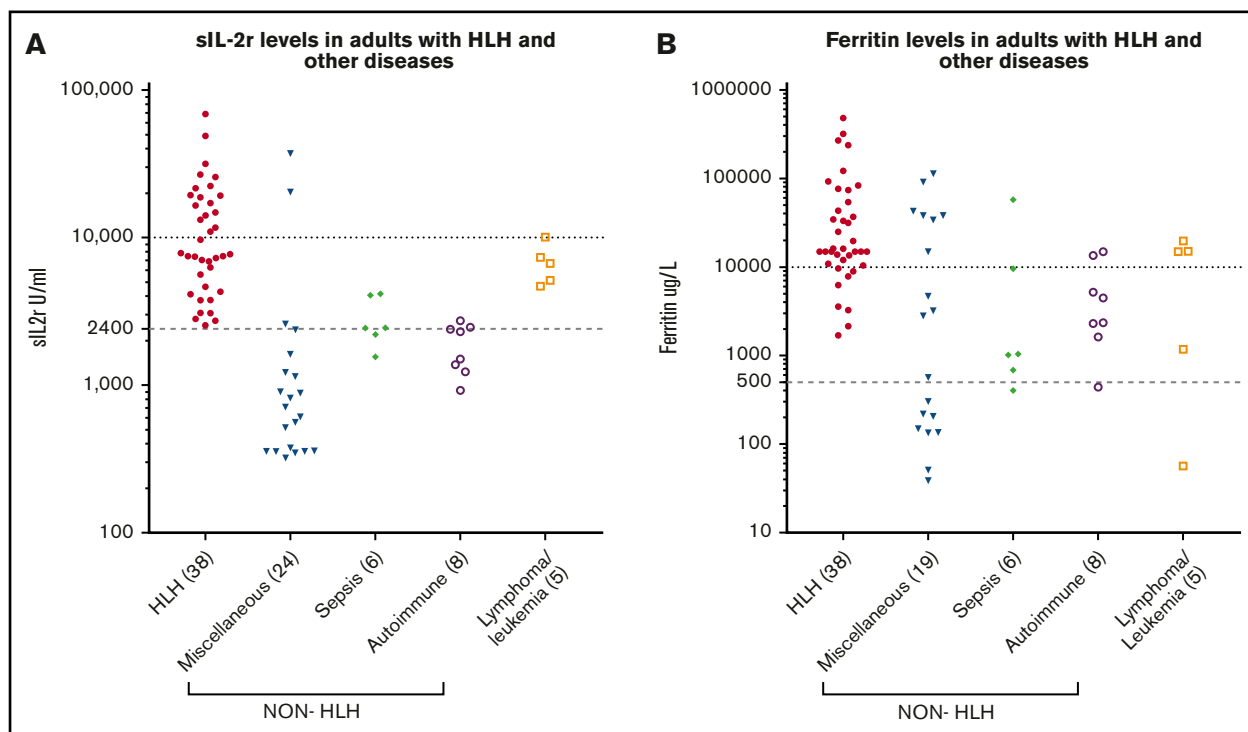 A
sIL-2r levels in adults with HLH and
other diseases
100,000
10,000
2400
1,000
100
sIL2r U/ml
HLH (38)
Miscellaneous (24)
Sepsis (6)
Autoimmune (8)
Lymphoma/
leukemia (5)
NON- HLH
B
Ferritin levels in adults with HLH and
other diseases
1000000
100000
10000
1000
500
100
10
Ferritin ug/L
HLH (38)
Miscellaneous (19)
Sepsis (6)
Autoimmune (8)
Lymphoma/
Leukemia (5)
NON- HLH